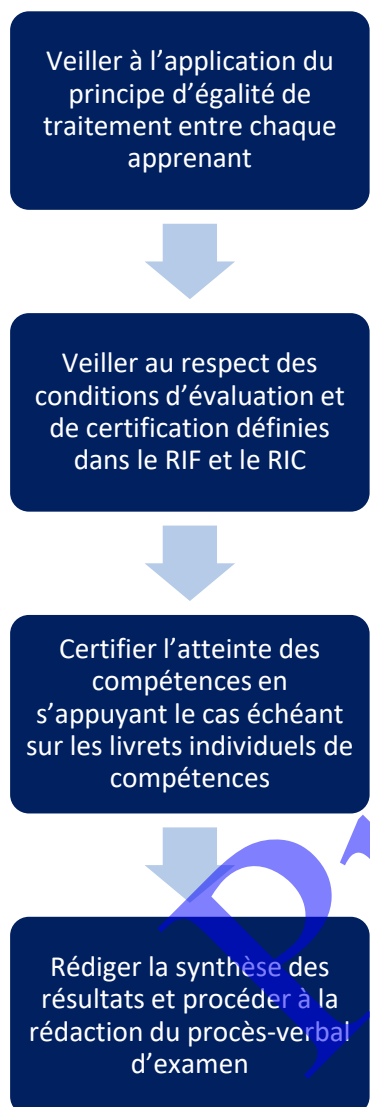 Veiller à l’application du
principe d’égalité de
traitement entre chaque
apprenant
Veiller au respect des
conditions d’évaluation et
de certification définies
dans le RIF et le RIC
Certifier l’atteinte des
compétences en
s’appuyant le cas échéant
sur les livrets individuels de
compétences
Rédiger la synthèse des
résultats et procéder à la
rédaction du procès-verbal
d’examen